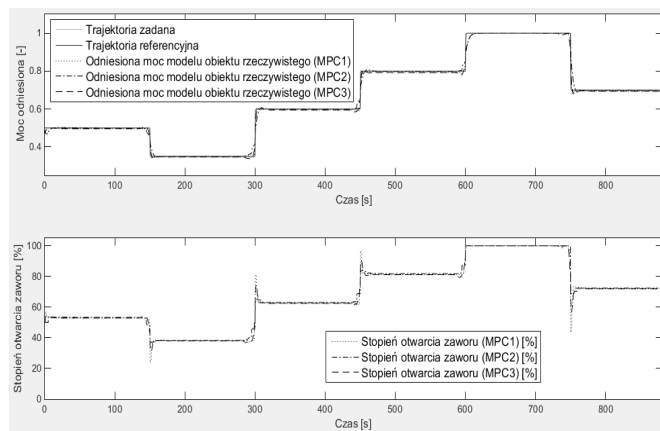 Moc odniesiona [-]
1
0.8
0.6
0.4
Trajektoria zadana
Trajektoria referencyjna
Odniesiona moc modelu obiektu rzeczywistego (MPC1)
Odniesiona moc modelu obiektu rzeczywistego (MPC2)
Odniesiona moc modelu obiektu rzeczywistego (MPC3)
0 100 200 300 400 500 600 700 800
Czas [s]
Stopień otwarcia zaworu [%]
100
80
60
40
20
0
Stopień otwarcia zaworu (MPC1) [%]
Stopień otwarcia zaworu (MPC2) [%]
Stopień otwarcia zaworu (MPC3) [%]
0 100 200 300 400 500 600 700 800
Czas [s]